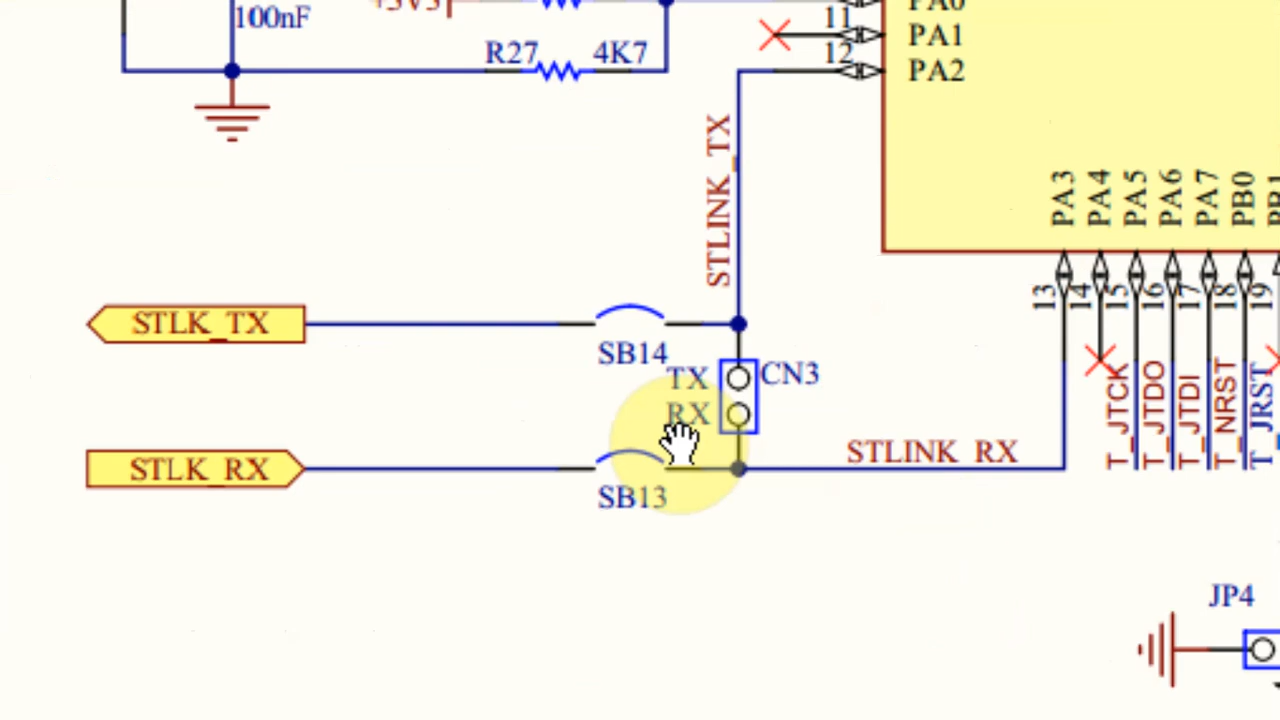 +3V3
PA0
100nF
11
PA1
R27
4K7
12
PA2
STLINK_TX
PA3
PA4
PA5
PA6
PA7
PB0
PB1
13
14
15
16
17
18
19
STLK_TX
SB14
TX
CN3
RX
STLK_RX
SB13
STLINK_RX
T_JTCK
T_JTDO
T_JTDI
T_NRST
T_JRST
JP4